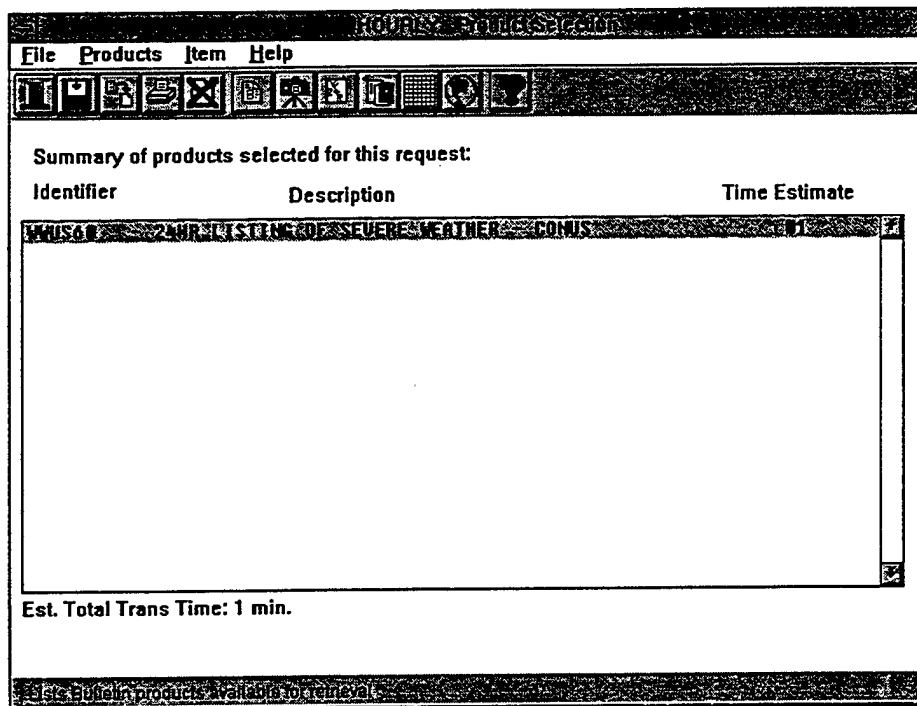 HOURLY - Product Selection
File Products Item Help
Summary of products selected for this request:
Identifier Description Time Estimate
WWUS60 24HR LISTING OF SEVERE WEATHER CONUS
Est. Total Trans Time: 1 min.
Lists Bulletin products available for retrieval